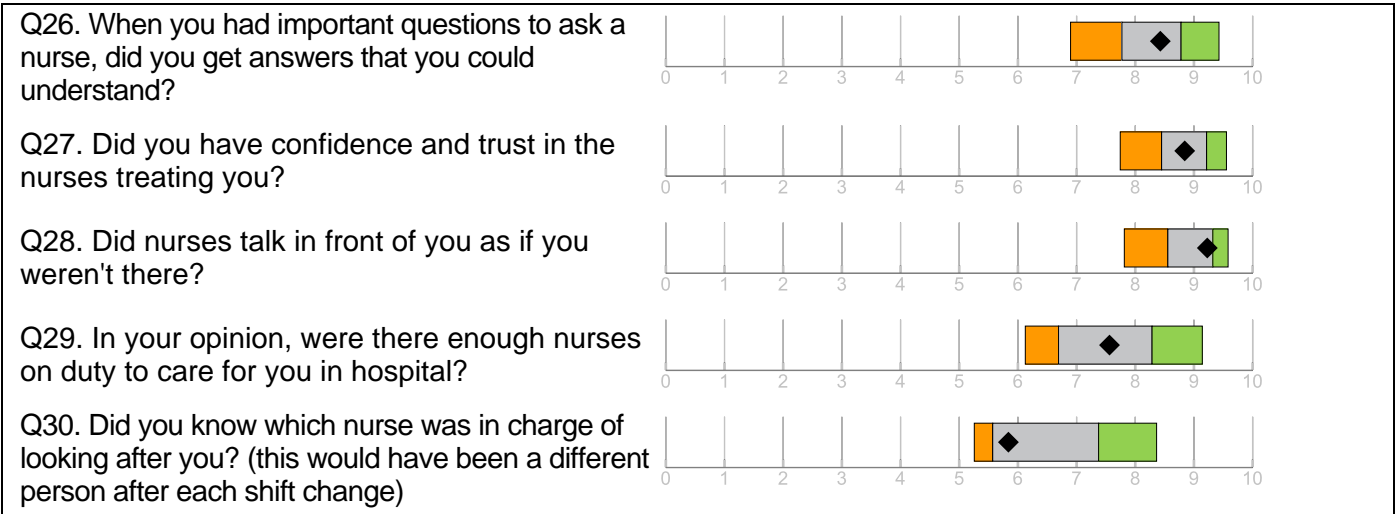 Q26. When you had important questions to ask a
nurse, did you get answers that you could
understand?
0 1 2 3 4 5 6 7 8 9 10
Q27. Did you have confidence and trust in the
nurses treating you?
0 1 2 3 4 5 6 7 8 9 10
Q28. Did nurses talk in front of you as if you
weren't there?
0 1 2 3 4 5 6 7 8 9 10
Q29. In your opinion, were there enough nurses
on duty to care for you in hospital?
0 1 2 3 4 5 6 7 8 9 10
Q30. Did you know which nurse was in charge of
looking after you? (this would have been a different
person after each shift change)
0 1 2 3 4 5 6 7 8 9 10